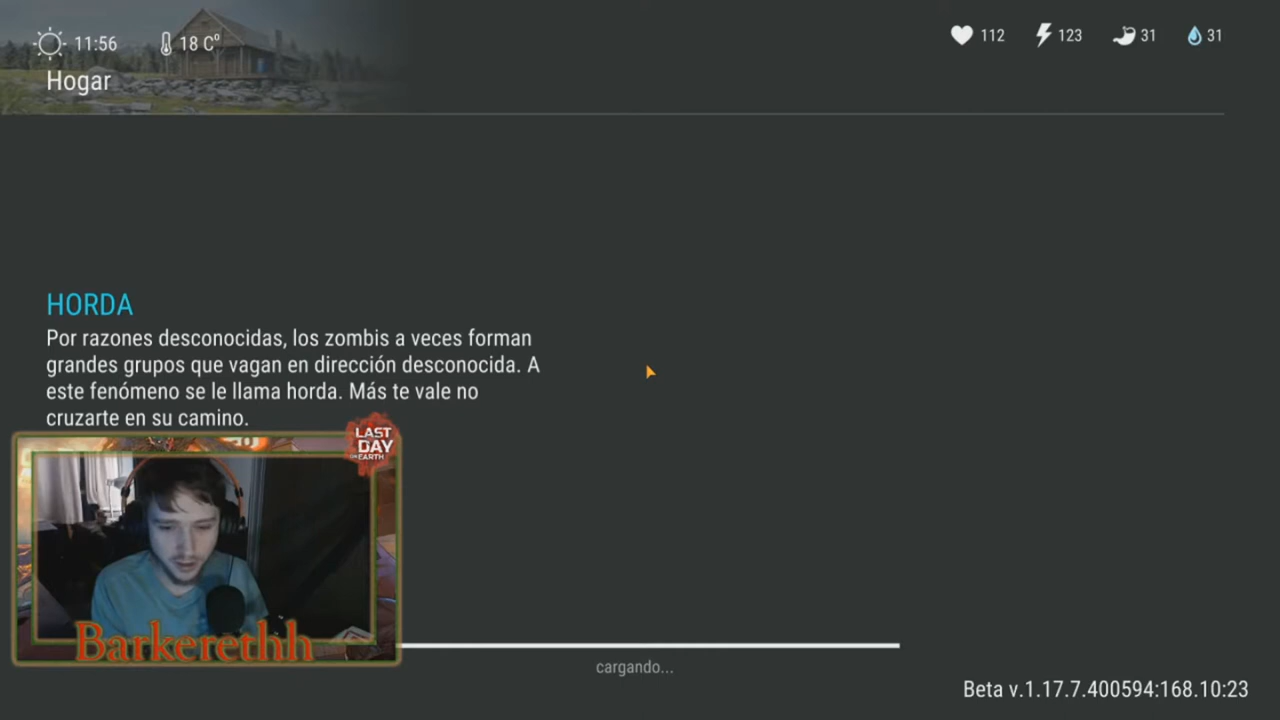 11:56
18 Cº
112
123
31
31
Hogar
HORDA
Por razones desconocidas, los zombis a veces forman
grandes grupos que vagan en dirección desconocida. A
este fenómeno se le llama horda. Más te vale no
cruzarte en su camino.
LAST
DAY
ON EARTH
Barkerethh
cargando...
Beta v.1.17.7.400594:168.10:23